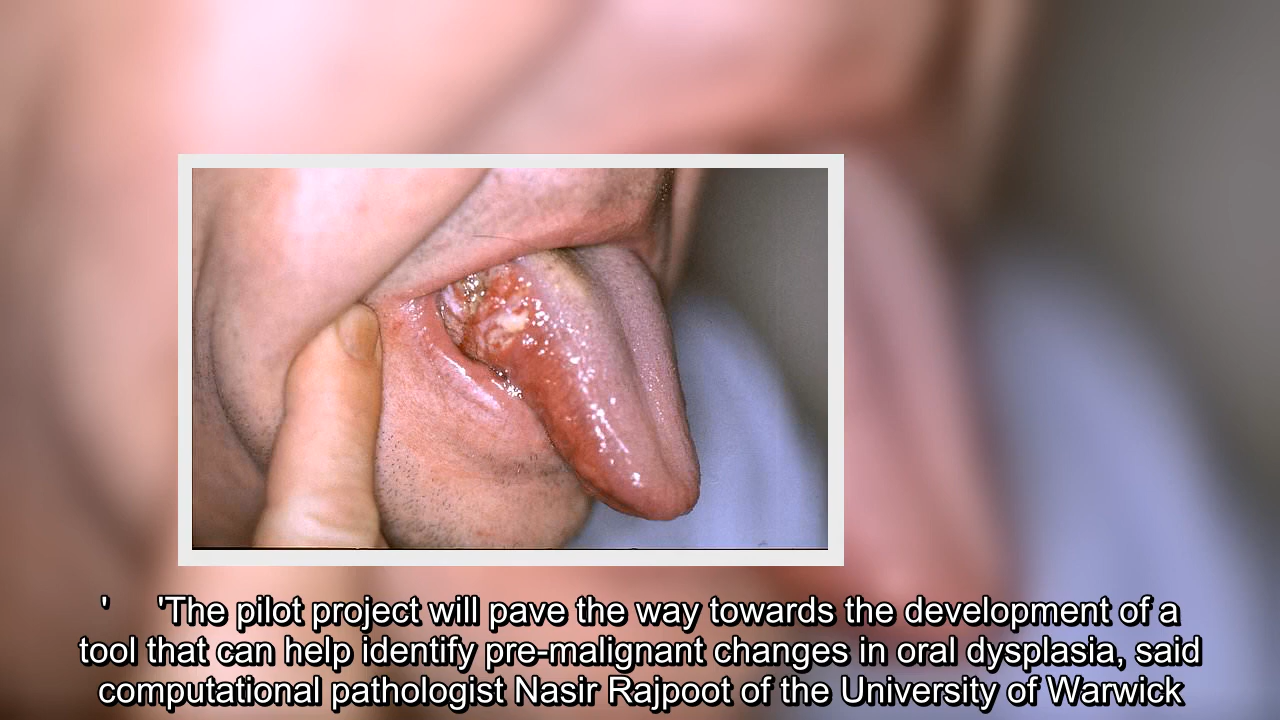 '      'The pilot project will pave the way towards the development of a
tool that can help identify pre-malignant changes in oral dysplasia, said
computational pathologist Nasir Rajpoot of the University of Warwick